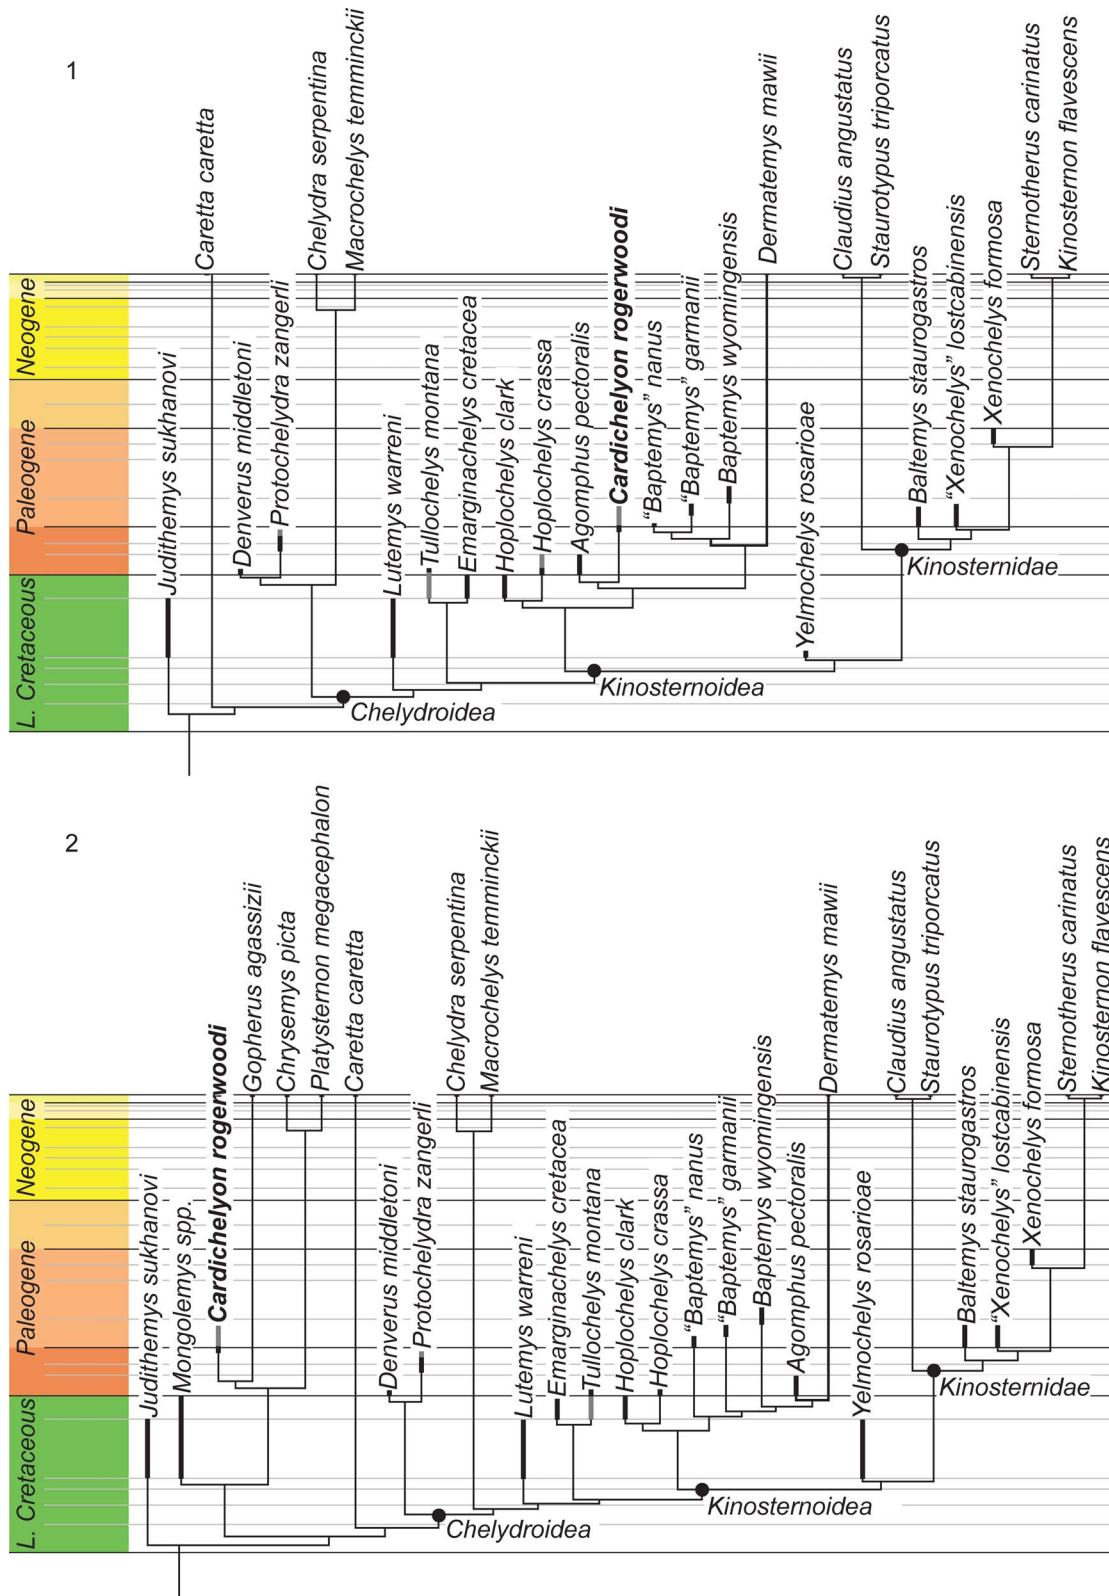 1
Caretta caretta
Chelydra serpentina
Macrochelys temminckii
Dermatemys mawii
Claudius angustatus
Staurotypus triporcatus
Sternotherus carinatus
Kinosternon flavescens
Judithemys sukhanovi
Denverus middletoni
Protochelydra zangerli
Lutemys warreni
Tullochelys montana
Emarginachelys cretacea
Hoplochelys clark
Hoplochelys crassa
Agomphus pectoralis
Cardichelyon rogerwoodi
“Baptemys” nanus
“Baptemys” garmanii
Baptemys wyomingensis
Yelmochelys rosarioae
Baltemys staurogastros
“Xenochelys” lostcabinensis
Xenochelys formosa
Neogene
Paleogene
L. Cretaceous
Kinosternidae
Kinosternoidea
Chelydroidea
2
Judithemys sukhanovi
Mongolemys spp.
Cardichelyon rogerwoodi
Gopherus agassizii
Chrysemys picta
Platysternon megacephalon
Caretta caretta
Denverus middletoni
Protochelydra zangerli
Chelydra serpentina
Macrochelys temminckii
Lutemys warreni
Emarginachelys cretacea
Tullochelys montana
Hoplochelys clark
Hoplochelys crassa
“Baptemys” nanus
“Baptemys” garmanii
Baptemys wyomingensis
Agomphus pectoralis
Dermatemys mawii
Yelmochelys rosarioae
Claudius angustatus
Staurotypus triporcatus
Baltemys staurogastros
“Xenochelys” lostcabinensis
Xenochelys formosa
Sternotherus carinatus
Kinosternon flavescens
Neogene
Paleogene
L. Cretaceous
Kinosternidae
Kinosternoidea
Chelydroidea